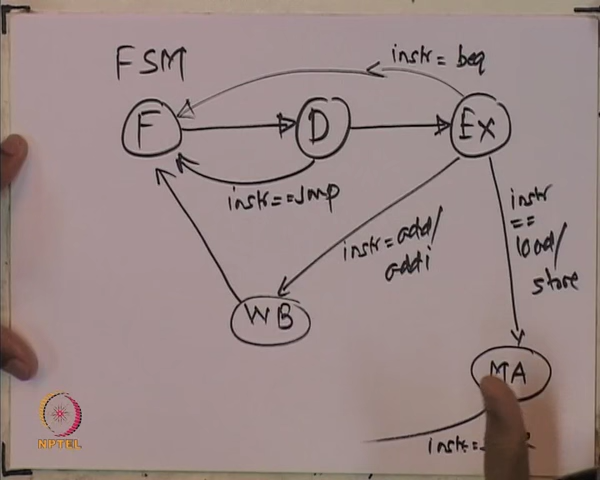 FSM
instr = beq
F
D
Ex
instr == Jmp
instr
==
load/
store
instr = add/
addi
WB
MA
instr =
NPTEL